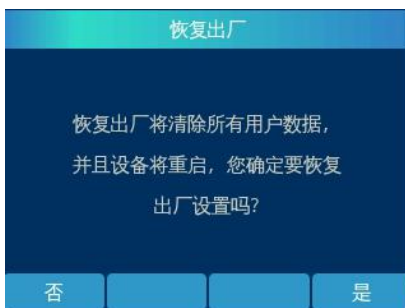 恢复出厂
恢复出厂将清除所有用户数据，
并且设备将重启，您确定要恢复
出厂设置吗?
否
是